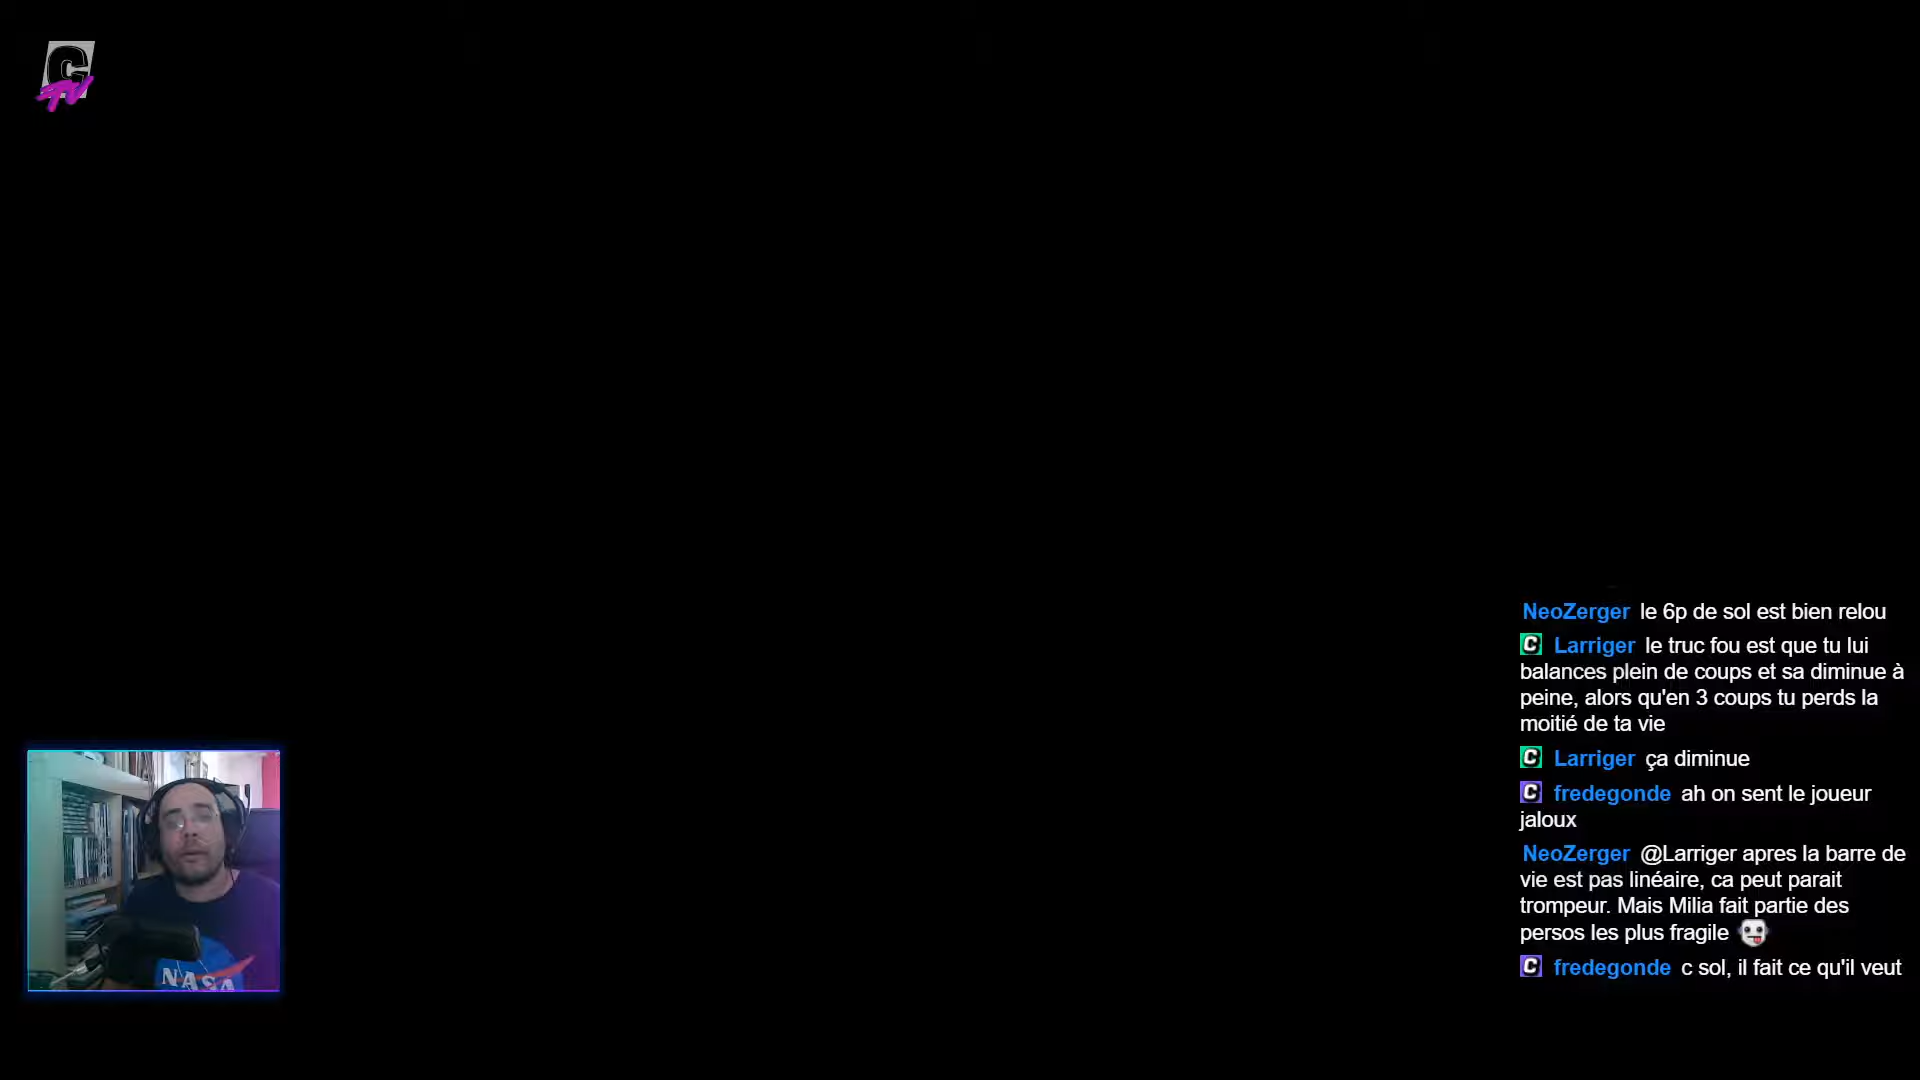 C
TV
NeoZerger le 6p de sol est bien relou
C Larriger le truc fou est que tu lui
balances plein de coups et sa diminue à
peine, alors qu'en 3 coups tu perds la
moitié de ta vie
C Larriger ça diminue
C fredegonde ah on sent le joueur
jaloux
NeoZerger @Larriger apres la barre de
vie est pas linéaire, ca peut parait
trompeur. Mais Milia fait partie des
persos les plus fragile
C fredegonde c sol, il fait ce qu'il veut
NASA